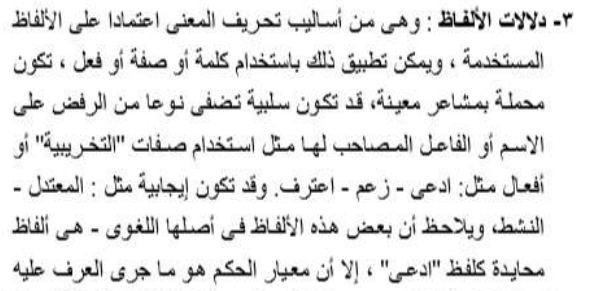 ٣- دلالات الألفاظ : وهى من أساليب تحريف المعنى اعتمادا على الألفاظ
المستخدمة ، ويمكن تطبيق ذلك باستخدام كلمة أو صفة أو فعل ، تكون
محملة بمشاعر معينة، قد تكون سلبية تضفى نوعا من الرفض على
الاسم أو الفاعل المصاحب لها مثل استخدام صفات "التخريبية" أو
أفعال مثل: ادعى - زعم - اعترف. وقد تكون إيجابية مثل : المعتدل -
النشط، ويلاحظ أن بعض هذه الألفاظ فى أصلها اللغوى - هى ألفاظ
محايدة كلفظ "ادعى" ، إلا أن معيار الحكم هو ما جرى العرف عليه